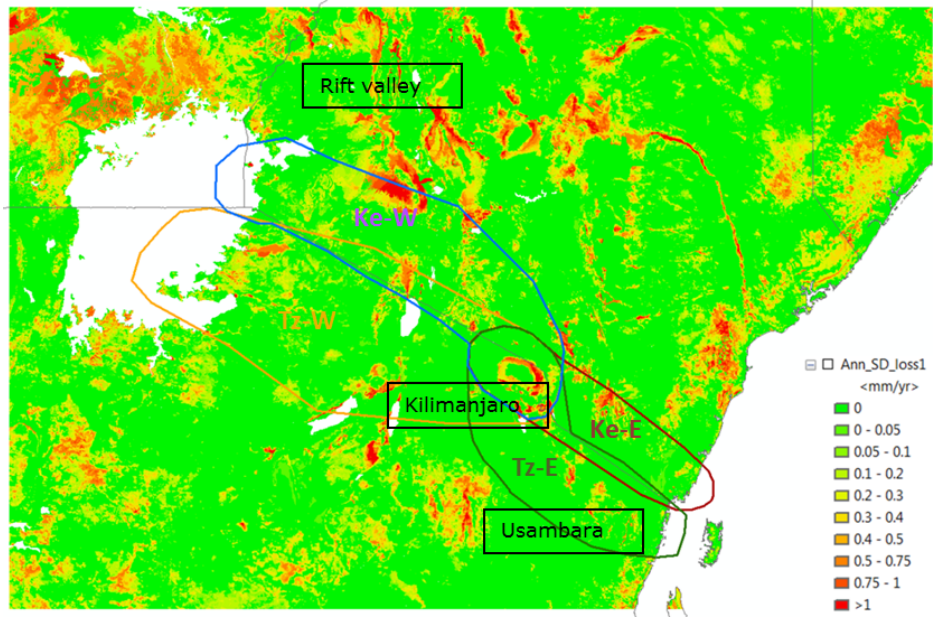 Rift valley
Ke-W
Tz-W
Kilimanjaro
Ke-E
Tz-E
Usambara
Ann_SD_loss1
<mm/yr>
0
0 - 0.05
0.05 - 0.1
0.1 - 0.2
0.2 - 0.3
0.3 - 0.4
0.4 - 0.5
0.5 - 0.75
0.75 - 1
>1